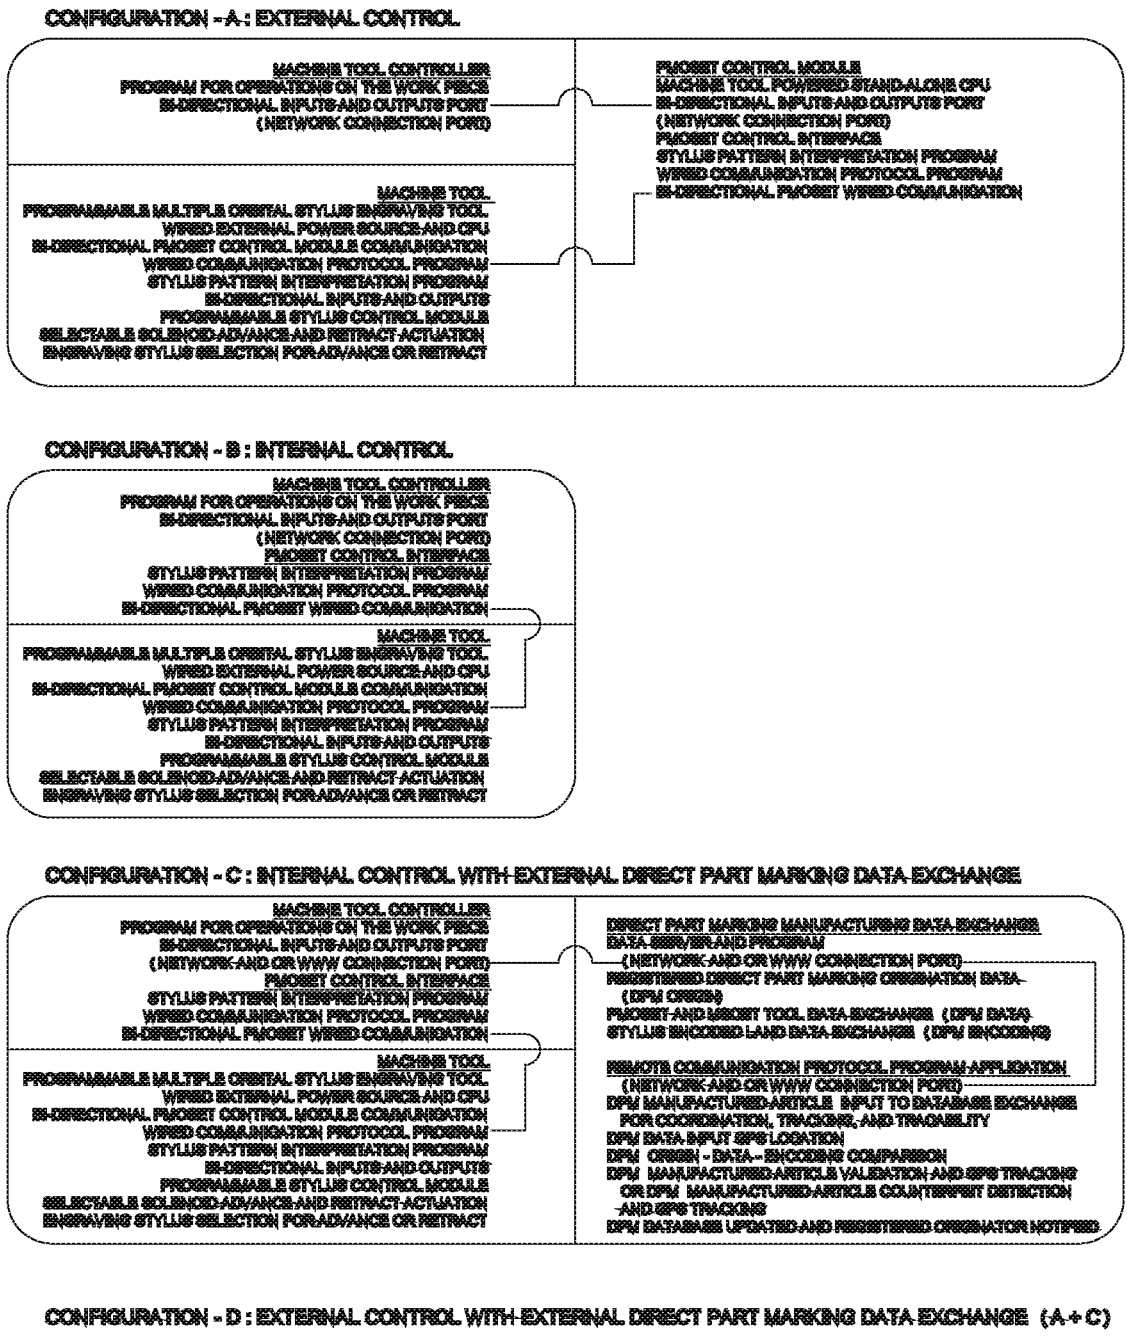 CONFIGURATION - A : EXTERNAL CONTROL
MACHINE TOOL CONTROLLER
PROGRAM FOR OPERATIONS ON THE WORK PIECE
BI-DIRECTIONAL INPUTS AND OUTPUTS PORT
(NETWORK CONNECTION PORT)
PMOSET CONTROL MODULE
MACHINE TOOL POWERED STAND-ALONE CPU
BI-DIRECTIONAL INPUTS AND OUTPUTS PORT
(NETWORK CONNECTION PORT)
PMOSET CONTROL INTERFACE
STYLUS PATTERN INTERPRETATION PROGRAM
WIRED COMMUNICATION PROTOCOL PROGRAM
BI-DIRECTIONAL PMOSET WIRED COMMUNICATION
MACHINE TOOL
PROGRAMMABLE MULTIPLE ORBITAL STYLUS ENGRAVING TOOL
WIRED EXTERNAL POWER SOURCE AND CPU
BI-DIRECTIONAL PMOSET CONTROL MODULE COMMUNICATION
WIRED COMMUNICATION PROTOCOL PROGRAM
STYLUS PATTERN INTERPRETATION PROGRAM
BI-DIRECTIONAL INPUTS AND OUTPUTS
PROGRAMMABLE STYLUS CONTROL MODULE
SELECTABLE SOLENOID ADVANCE AND RETRACT ACTUATION
ENGRAVING STYLUS SELECTION FOR ADVANCE OR RETRACT
CONFIGURATION - B : INTERNAL CONTROL
MACHINE TOOL CONTROLLER
PROGRAM FOR OPERATIONS ON THE WORK PIECE
BI-DIRECTIONAL INPUTS AND OUTPUTS PORT
(NETWORK CONNECTION PORT)
PMOSET CONTROL INTERFACE
STYLUS PATTERN INTERPRETATION PROGRAM
WIRED COMMUNICATION PROTOCOL PROGRAM
BI-DIRECTIONAL PMOSET WIRED COMMUNICATION
MACHINE TOOL
PROGRAMMABLE MULTIPLE ORBITAL STYLUS ENGRAVING TOOL
WIRED EXTERNAL POWER SOURCE AND CPU
BI-DIRECTIONAL PMOSET CONTROL MODULE COMMUNICATION
WIRED COMMUNICATION PROTOCOL PROGRAM
STYLUS PATTERN INTERPRETATION PROGRAM
BI-DIRECTIONAL INPUTS AND OUTPUTS
PROGRAMMABLE STYLUS CONTROL MODULE
SELECTABLE SOLENOID ADVANCE AND RETRACT ACTUATION
ENGRAVING STYLUS SELECTION FOR ADVANCE OR RETRACT
CONFIGURATION - C : INTERNAL CONTROL WITH EXTERNAL DIRECT PART MARKING DATA EXCHANGE
MACHINE TOOL CONTROLLER
PROGRAM FOR OPERATIONS ON THE WORK PIECE
BI-DIRECTIONAL INPUTS AND OUTPUTS PORT
(NETWORK AND OR WWW CONNECTION PORT)
PMOSET CONTROL INTERFACE
STYLUS PATTERN INTERPRETATION PROGRAM
WIRED COMMUNICATION PROTOCOL PROGRAM
BI-DIRECTIONAL PMOSET WIRED COMMUNICATION
MACHINE TOOL
PROGRAMMABLE MULTIPLE ORBITAL STYLUS ENGRAVING TOOL
WIRED EXTERNAL POWER SOURCE AND CPU
BI-DIRECTIONAL PMOSET CONTROL MODULE COMMUNICATION
WIRED COMMUNICATION PROTOCOL PROGRAM
STYLUS PATTERN INTERPRETATION PROGRAM
BI-DIRECTIONAL INPUTS AND OUTPUTS
PROGRAMMABLE STYLUS CONTROL MODULE
SELECTABLE SOLENOID ADVANCE AND RETRACT ACTUATION
ENGRAVING STYLUS SELECTION FOR ADVANCE OR RETRACT
DIRECT PART MARKING MANUFACTURING DATA EXCHANGE
DATA SERVER AND PROGRAM
(NETWORK AND OR WWW CONNECTION PORT)
REGISTERED DIRECT PART MARKING ORIGINATION DATA
(DPM ORIGIN)
PMOSET AND MSCET TOOL DATA EXCHANGE (DPM DATA)
STYLUS ENCODED LAND DATA EXCHANGE (DPM ENCODING)
REMOTE COMMUNICATION PROTOCOL PROGRAM APPLICATION
(NETWORK AND OR WWW CONNECTION PORT)
DPM MANUFACTURED ARTICLE INPUT TO DATABASE EXCHANGE
FOR COORDINATION, TRACKING, AND TRACABILITY
DPM DATA INPUT GPS LOCATION
DPM ORIGIN - DATA - ENCODING COMPARISON
DPM MANUFACTURED ARTICLE VALIDATION AND GPS TRACKING
OR DPM MANUFACTURED ARTICLE COUNTERFEIT DETECTION
AND GPS TRACKING
DPM DATABASE UPDATED AND REGISTERED ORIGINATOR NOTIFIED
CONFIGURATION - D : EXTERNAL CONTROL WITH EXTERNAL DIRECT PART MARKING DATA EXCHANGE (A + C)